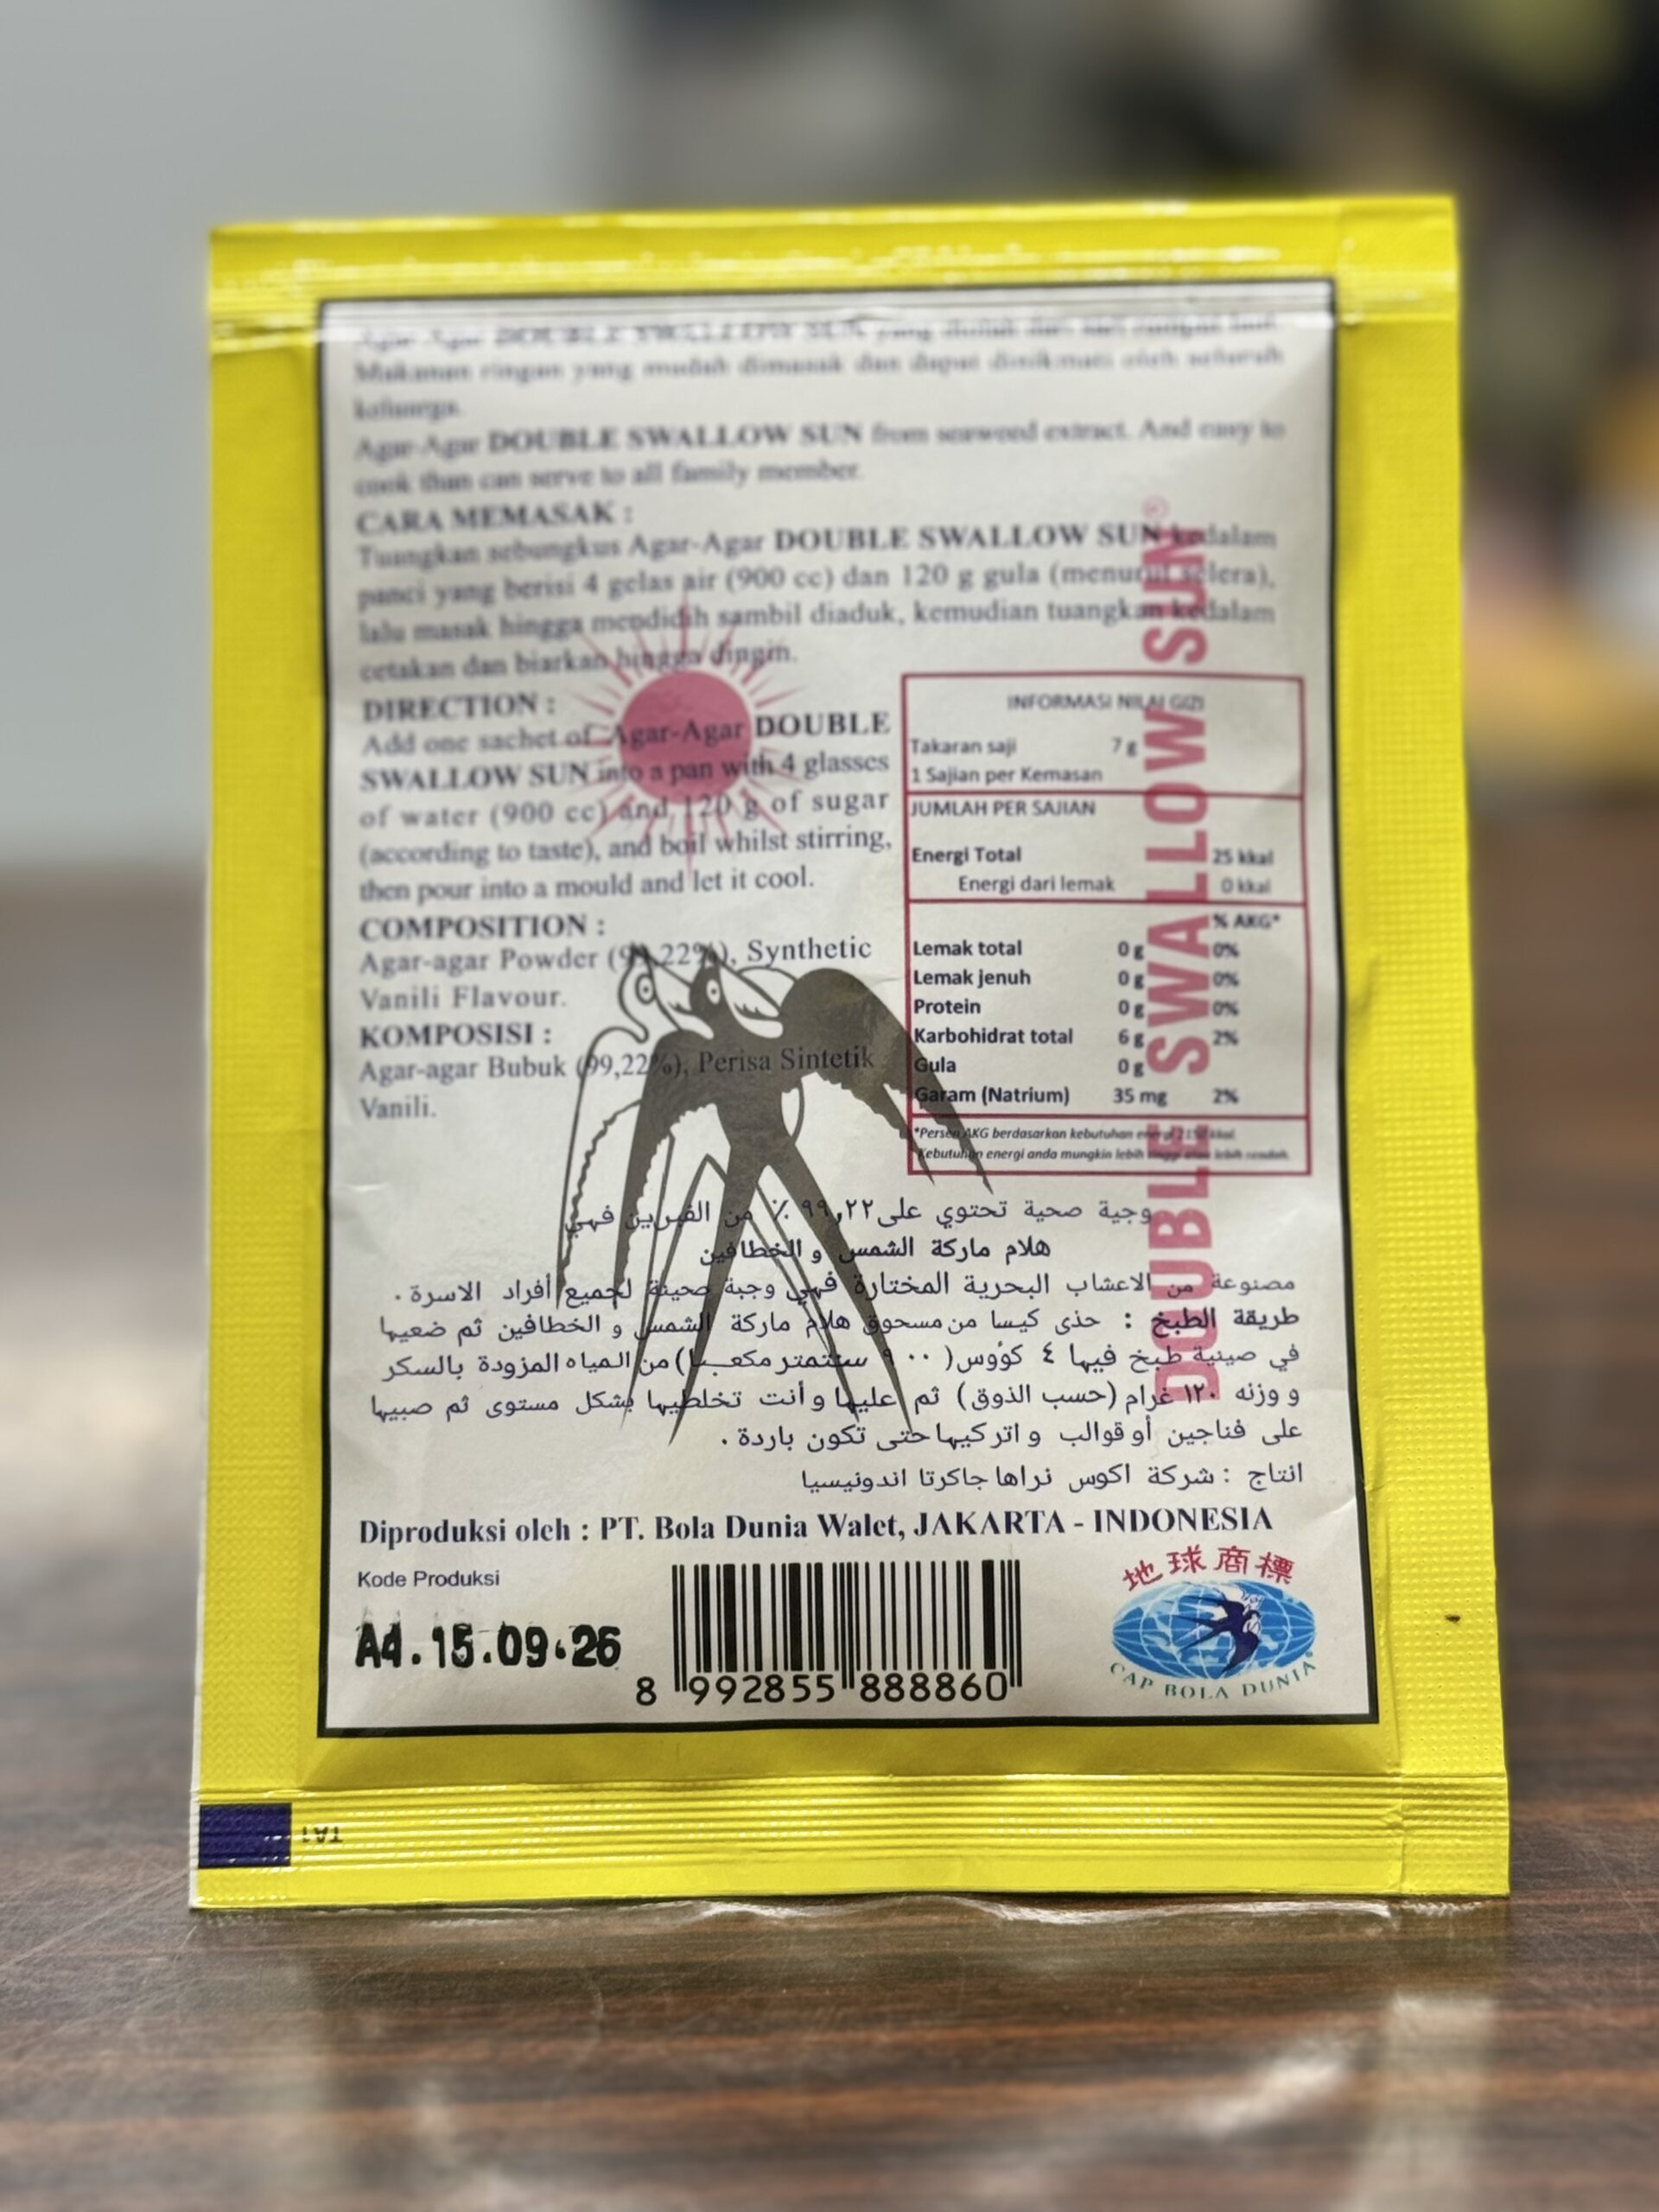 Agar-Agar DOUBLE SWALLOW SUN yang
Makanan ringan yang mudah dimasak dan dapat dinikmati oleh seluruh
keluarga.
Agar-Agar DOUBLE SWALLOW SUN from seaweed extract. And easy to
cook than can serve to all family member.
CARA MEMASAK :
Tuangkan sebungkus Agar-Agar DOUBLE SWALLOW SUN kedalam
panci yang berisi 4 gelas air (900 cc) dan 120 g gula (menurut selera),
lalu masak hingga mendidih sambil diaduk, kemudian tuangkan kedalam
cetakan dan biarkan hingga dingin.
DIRECTION :
Add one sachet of Agar-Agar DOUBLE
SWALLOW SUN into a pan with 4 glasses
of water (900 cc) and 120 g of sugar
(according to taste), and boil whilst stirring,
then pour into a mould and let it cool.
COMPOSITION :
Agar-agar Powder (99,22%), Synthetic
Vanili Flavour.
KOMPOSISI :
Agar-agar Bubuk (99,22%), Perisa Sintetik
Vanili.
INFORMASI NILAI GIZI
Takaran saji 7 g
1 Sajian per Kemasan
JUMLAH PER SAJIAN
Energi Total 25 kkal
Energi dari lemak 0 kkal
% AKG*
Lemak total 0 g 0%
Lemak jenuh 0 g 0%
Protein 0 g 0%
Karbohidrat total 6 g 2%
Gula 0 g
Garam (Natrium) 35 mg 2%
*Persen AKG berdasarkan kebutuhan energi 2150 kkal.
Kebutuhan energi anda mungkin lebih tinggi atau lebih rendah.
DOUBLE SWALLOW SUN®
وجبة صحية تحتوي على ٩٩,٢٢ ٪ من الفبرين فهي
هلام ماركة الشمس و الخطافين
مصنوعة من الاعشاب البحرية المختارة فهي وجبة صحينة لجميع أفراد الاسرة .
طريقة الطبخ : حذى كيسا من مسحوق هلام ماركة الشمس و الخطافين ثم ضعيها
في صينية طبخ فيها ٤ كؤوس( ٩٠٠ سنتمتر مكعبا) من المياه المزودة بالسكر
و وزنه ١٢٠ غرام (حسب الذوق) ثم عليها و أنت تخلطيها بشكل مستوى ثم صبيها
على فناجين أو قوالب و اتركيها حتى تكون باردة .
انتاج : شركة اكوس نراها جاكرتا اندونيسيا
Diproduksi oleh : PT. Bola Dunia Walet, JAKARTA - INDONESIA
Kode Produksi
A4.15.09.26
8 992855 888860
地球商標
CAP BOLA DUNIA®
TA1